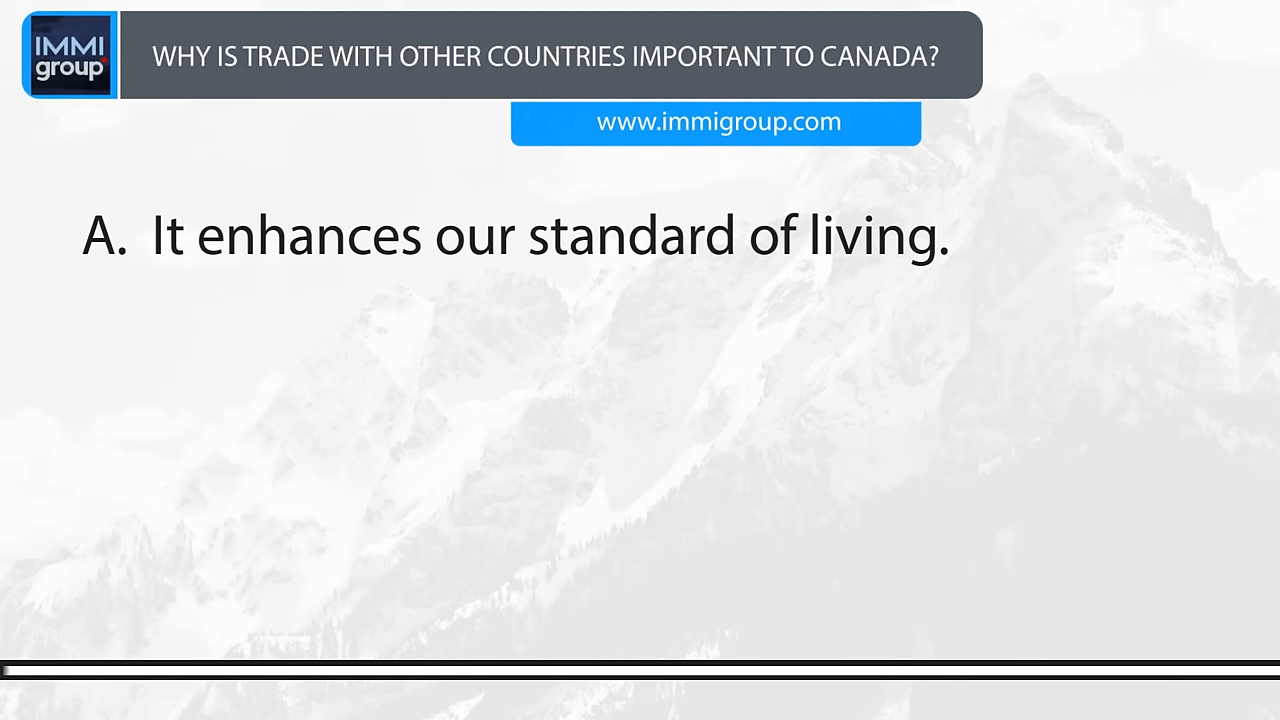 IMMI
group
WHY IS TRADE WITH OTHER COUNTRIES IMPORTANT TO CANADA?
www.immigroup.com
A. It enhances our standard of living.